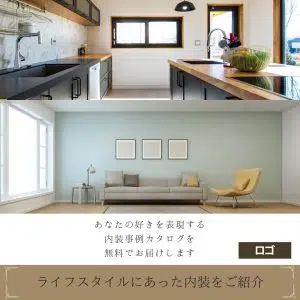 あなたの好きを表現する
内装事例カタログを
無料でお届けします
ロゴ
ライフスタイルにあった内装をご紹介